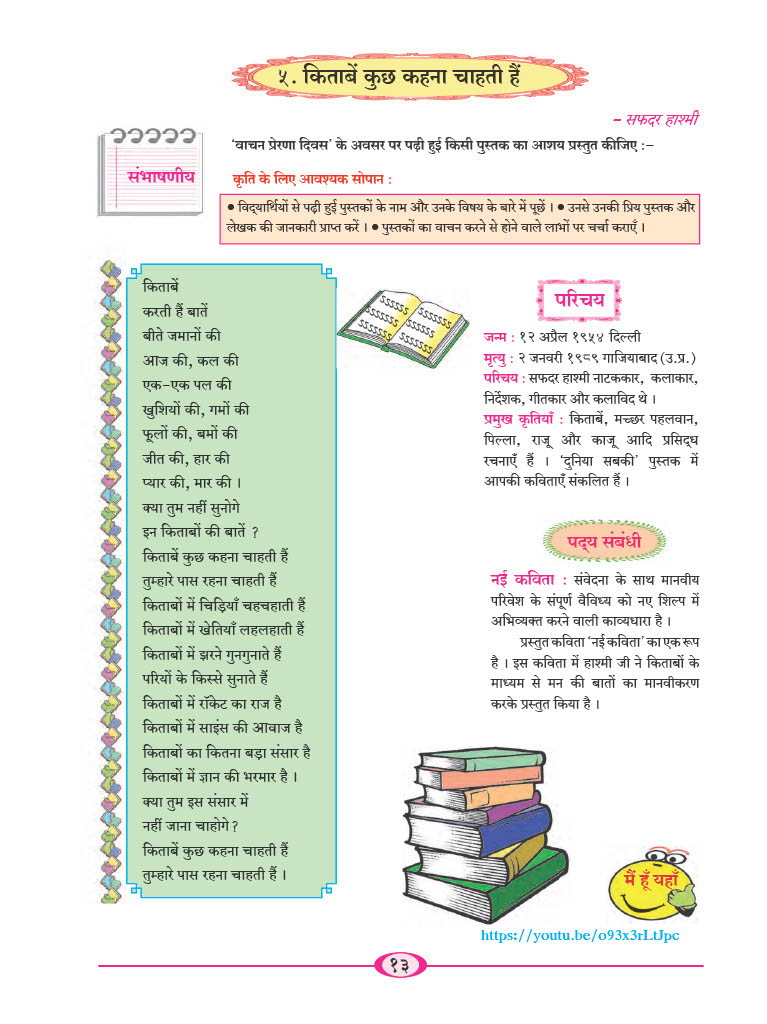 ५. किताबें कुछ कहना चाहती हैं
– सफदर हाश्मी
संभाषणीय
‘वाचन प्रेरणा दिवस’ के अवसर पर पढ़ी हुई किसी पुस्तक का आशय प्रस्तुत कीजिए :–
कृति के लिए आवश्यक सोपान :
● विद्‌यार्थियों से पढ़ी हुई पुस्तकों के नाम और उनके विषय के बारे में पूछें । ● उनसे उनकी प्रिय पुस्तक और
लेखक की जानकारी प्राप्त करें । ● पुस्तकों का वाचन करने से होने वाले लाभों पर चर्चा कराएँ ।
किताबें
करती हैं बातें
बीते जमानों की
आज की, कल की
एक-एक पल की
खुशियों की, गमों की
फूलों की, बमों की
जीत की, हार की
प्यार की, मार की ।
क्या तुम नहीं सुनोगे
इन किताबों की बातें ?
किताबें कुछ कहना चाहती हैं
तुम्हारे पास रहना चाहती हैं
किताबों में चिड़ियाँ चहचहाती हैं
किताबों में खेतियाँ लहलहाती हैं
किताबों में झरने गुनगुनाते हैं
परियों के किस्से सुनाते हैं
किताबों में रॉकेट का राज है
किताबों में साइंस की आवाज है
किताबों का कितना बड़ा संसार है
किताबों में ज्ञान की भरमार है ।
क्या तुम इस संसार में
नहीं जाना चाहोगे ?
किताबें कुछ कहना चाहती हैं
तुम्हारे पास रहना चाहती हैं ।
परिचय
जन्म : १२ अप्रैल १९५४ दिल्ली
मृत्यु : २ जनवरी १९८९ गाजियाबाद (उ.प्र.)
परिचय : सफदर हाश्मी नाटककार, कलाकार,
निर्देशक, गीतकार और कलाविद थे ।
प्रमुख कृतियाँ : किताबें, मच्छर पहलवान,
पिल्ला, राजू और काजू आदि प्रसिद्ध
रचनाएँ हैं । ‘दुनिया सबकी’ पुस्तक में
आपकी कविताएँ संकलित हैं ।
पद्‌य संबंधी
नई कविता : संवेदना के साथ मानवीय
परिवेश के संपूर्ण वैविध्य को नए शिल्प में
अभिव्यक्त करने वाली काव्यधारा है ।
प्रस्तुत कविता ‘नई कविता’ का एक रूप
है । इस कविता में हाश्मी जी ने किताबों के
माध्यम से मन की बातों का मानवीकरण
करके प्रस्तुत किया है ।
मैं हूँ यहाँ
https://youtu.be/o93x3rLtJpc
१३